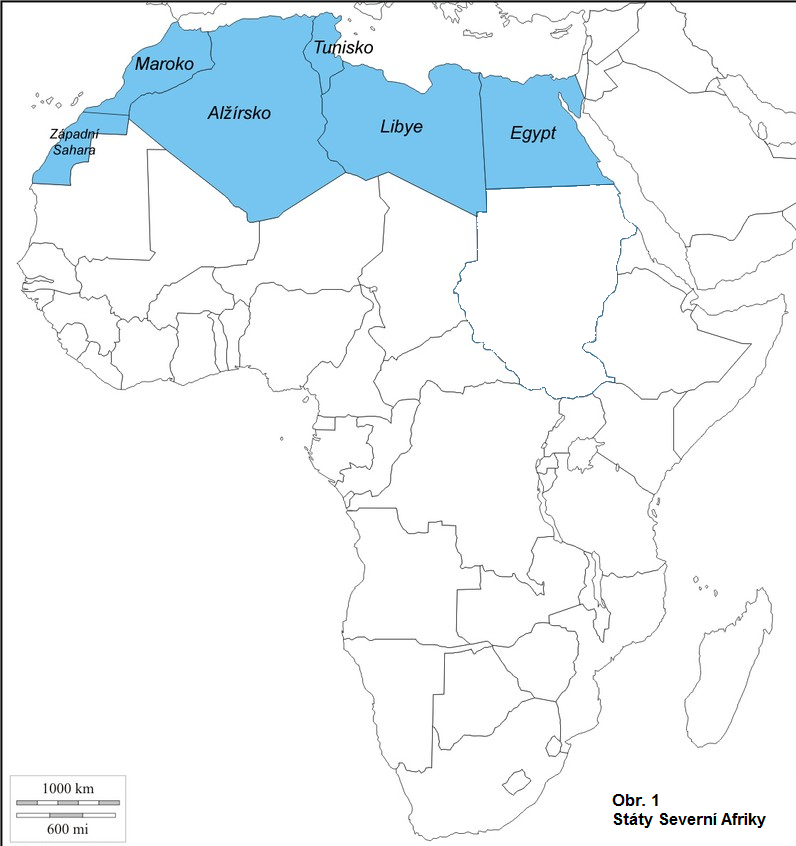 Tunisko
Maroko
Alžírsko
Libye
Egypt
Západní
Sahara
1000 km
600 mi
Obr. 1
Státy Severní Afriky